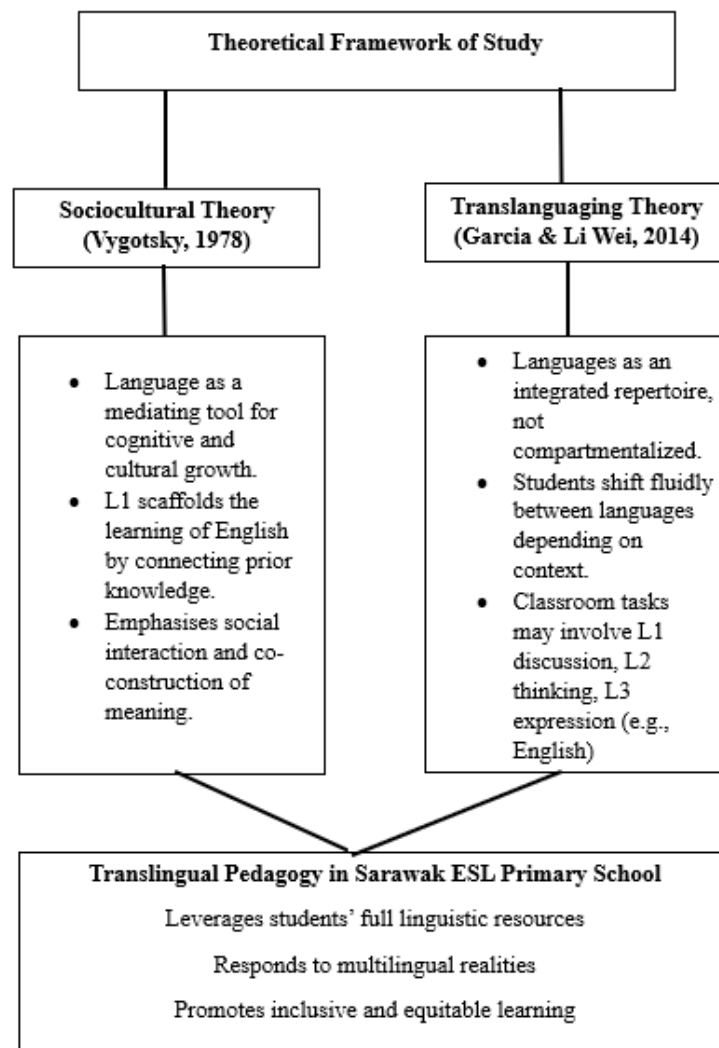 Theoretical Framework of Study
Sociocultural Theory
(Vygotsky, 1978)
Translanguaging Theory
(Garcia & Li Wei, 2014)
• Language as a
mediating tool for
cognitive and
cultural growth.
• L1 scaffolds the
learning of English
by connecting prior
knowledge.
• Emphasises social
interaction and co-
construction of
meaning.
• Languages as an
integrated repertoire,
not
compartmentalized.
• Students shift fluidly
between languages
depending on
context.
• Classroom tasks
may involve L1
discussion, L2
thinking, L3
expression (e.g.,
English)
Translingual Pedagogy in Sarawak ESL Primary School
Leverages students’ full linguistic resources
Responds to multilingual realities
Promotes inclusive and equitable learning